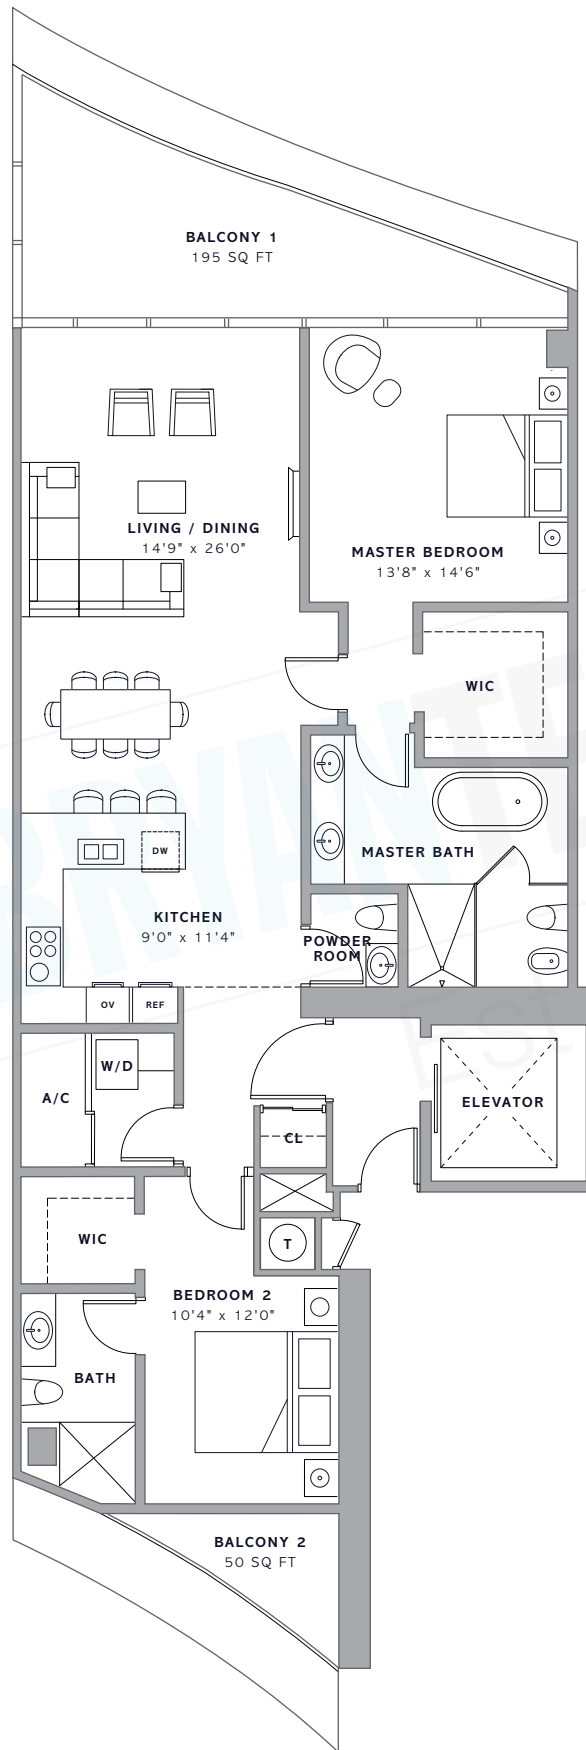 BALCONY 1
195 SQ FT
LIVING / DINING
14'9" x 26'0"
MASTER BEDROOM
13'8" x 14'6"
WIC
DW
MASTER BATH
KITCHEN
9'0" x 11'4"
POWDER
ROOM
OV
REF
W/D
A/C
ELEVATOR
CL
WIC
T
BEDROOM 2
10'4" x 12'0"
BATH
BALCONY 2
50 SQ FT
BRYANTE
Est